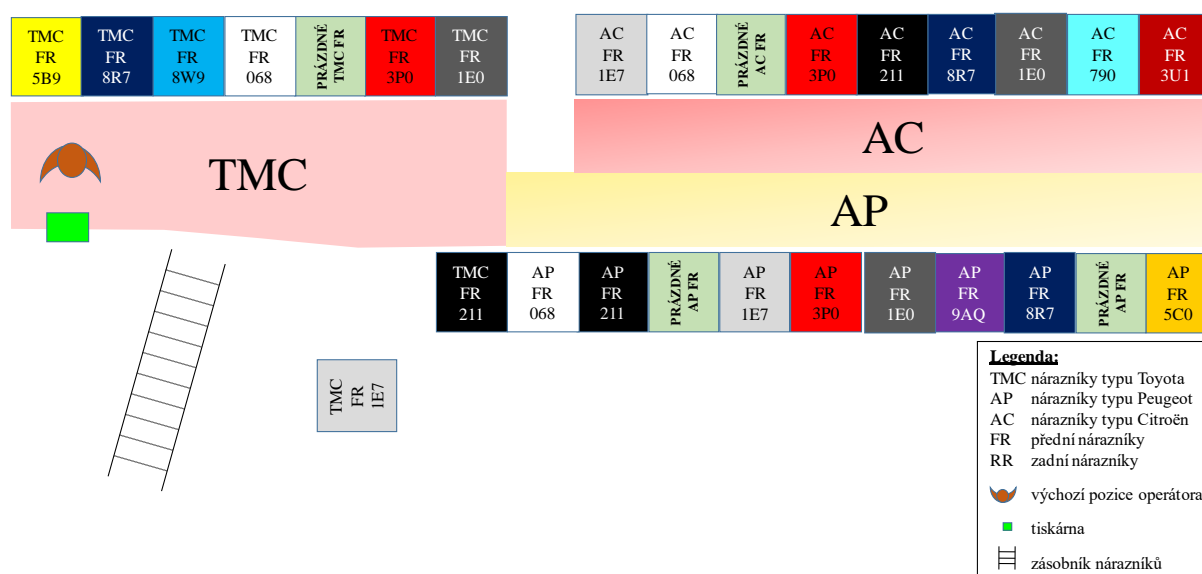 TMC
FR
5B9
TMC
FR
8R7
TMC
FR
8W9
TMC
FR
068
PRÁZDNÉ
TMC FR
TMC
FR
3P0
TMC
FR
1E0
AC
FR
1E7
AC
FR
068
PRÁZDNÉ
AC FR
AC
FR
3P0
AC
FR
211
AC
FR
8R7
AC
FR
1E0
AC
FR
790
AC
FR
3U1
TMC
AC
AP
TMC
FR
211
AP
FR
068
AP
FR
211
PRÁZDNÉ
AP FR
AP
FR
1E7
AP
FR
3P0
AP
FR
1E0
AP
FR
9AQ
AP
FR
8R7
PRÁZDNÉ
AP FR
AP
FR
5C0
TMC
FR
1E7
Legenda:
TMC nárazníky typu Toyota
AP nárazníky typu Peugeot
AC nárazníky typu Citroën
FR přední nárazníky
RR zadní nárazníky
výchozí pozice operátora
tiskárna
zásobník nárazníků